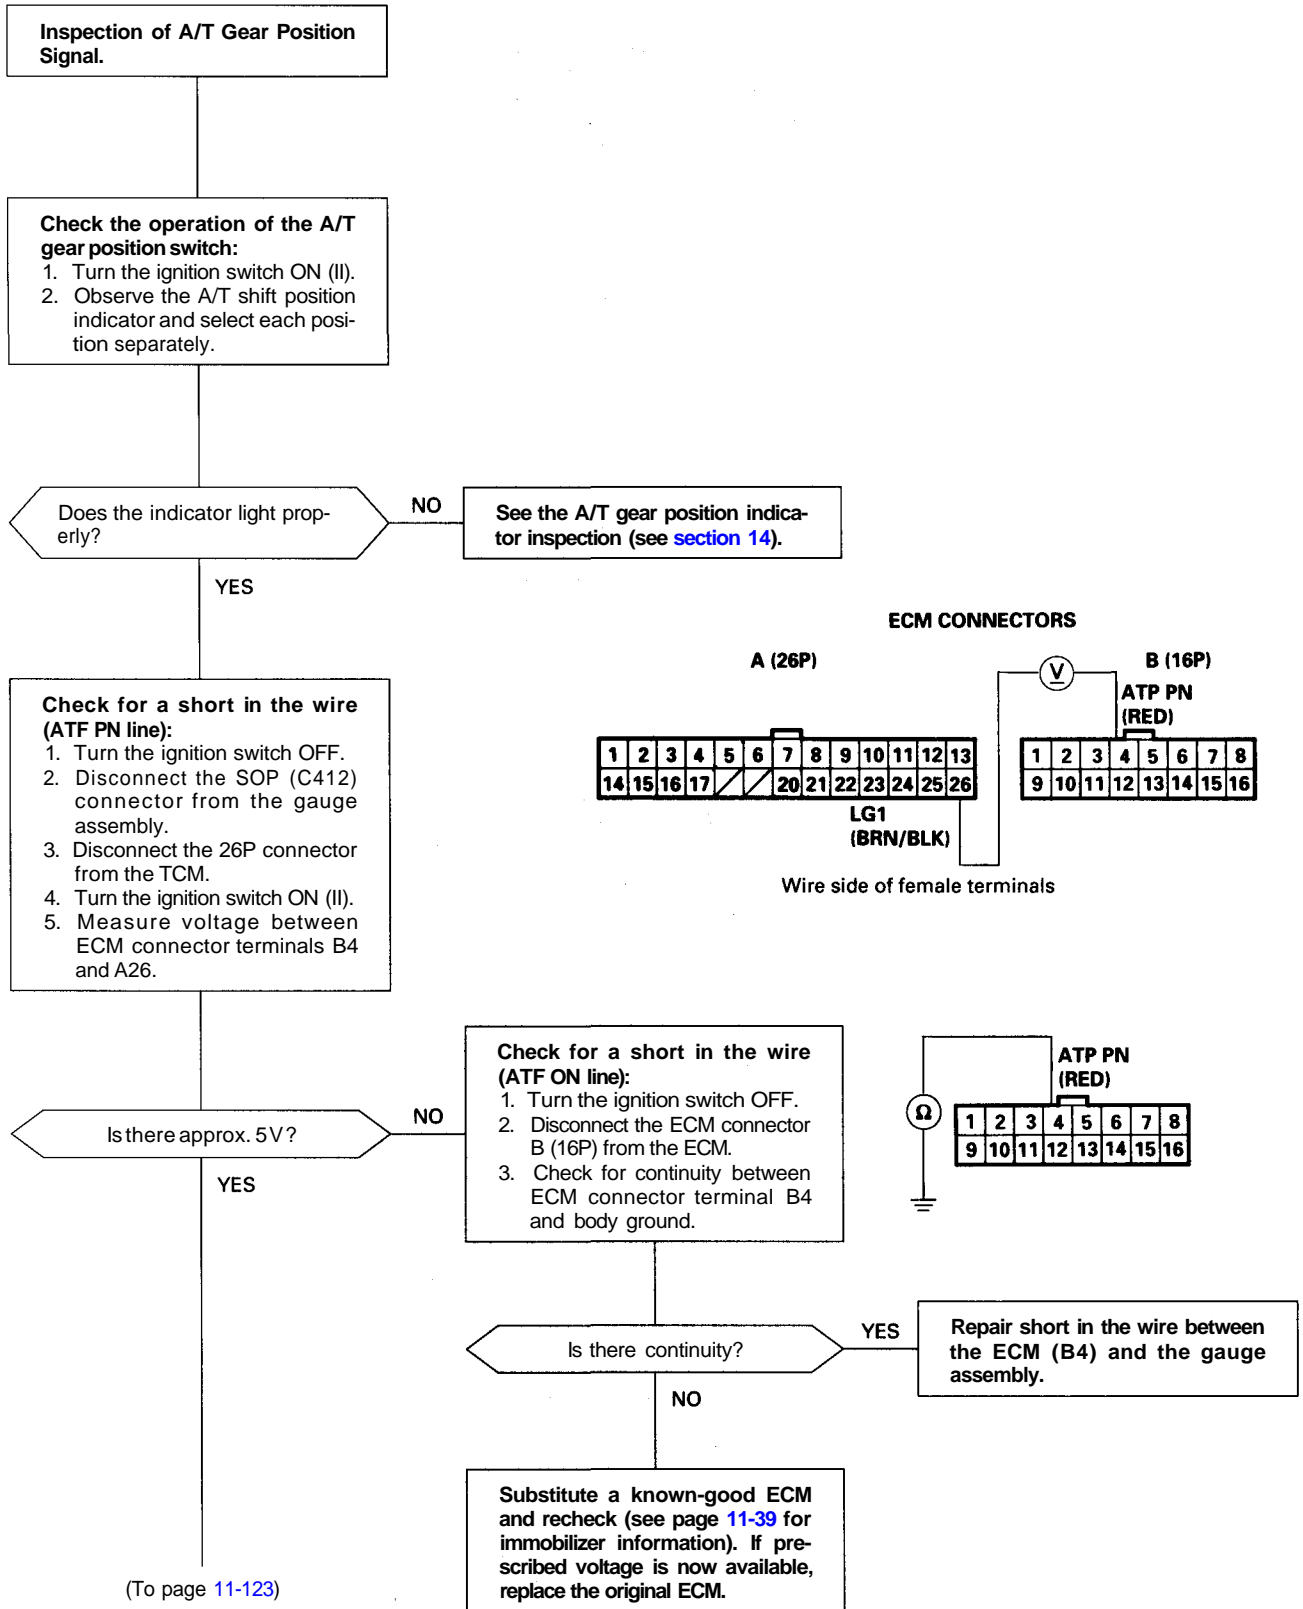 Inspection of A/T Gear Position
Signal.
Check the operation of the A/T
gear position switch:
1. Turn the ignition switch ON (II).
2. Observe the A/T shift position
indicator and select each posi-
tion separately.
Does the indicator light prop-
erly?
NO
See the A/T gear position indica-
tor inspection (see section 14).
YES
ECM CONNECTORS
A (26P)
V
B (16P)
ATP PN
(RED)
1 2 3 4 5 6 7 8 9 10 11 12 13
14 15 16 17 20 21 22 23 24 25 26
1 2 3 4 5 6 7 8
9 10 11 12 13 14 15 16
LG1
(BRN/BLK)
Wire side of female terminals
Check for a short in the wire
(ATF PN line):
1. Turn the ignition switch OFF.
2. Disconnect the SOP (C412)
connector from the gauge
assembly.
3. Disconnect the 26P connector
from the TCM.
4. Turn the ignition switch ON (II).
5. Measure voltage between
ECM connector terminals B4
and A26.
Is there approx. 5V?
NO
YES
Check for a short in the wire
(ATF ON line):
1. Turn the ignition switch OFF.
2. Disconnect the ECM connector
B (16P) from the ECM.
3. Check for continuity between
ECM connector terminal B4
and body ground.
ATP PN
(RED)
Ω
1 2 3 4 5 6 7 8
9 10 11 12 13 14 15 16
Is there continuity?
YES
Repair short in the wire between
the ECM (B4) and the gauge
assembly.
NO
Substitute a known-good ECM
and recheck (see page 11-39 for
immobilizer information). If pre-
scribed voltage is now available,
replace the original ECM.
(To page 11-123)